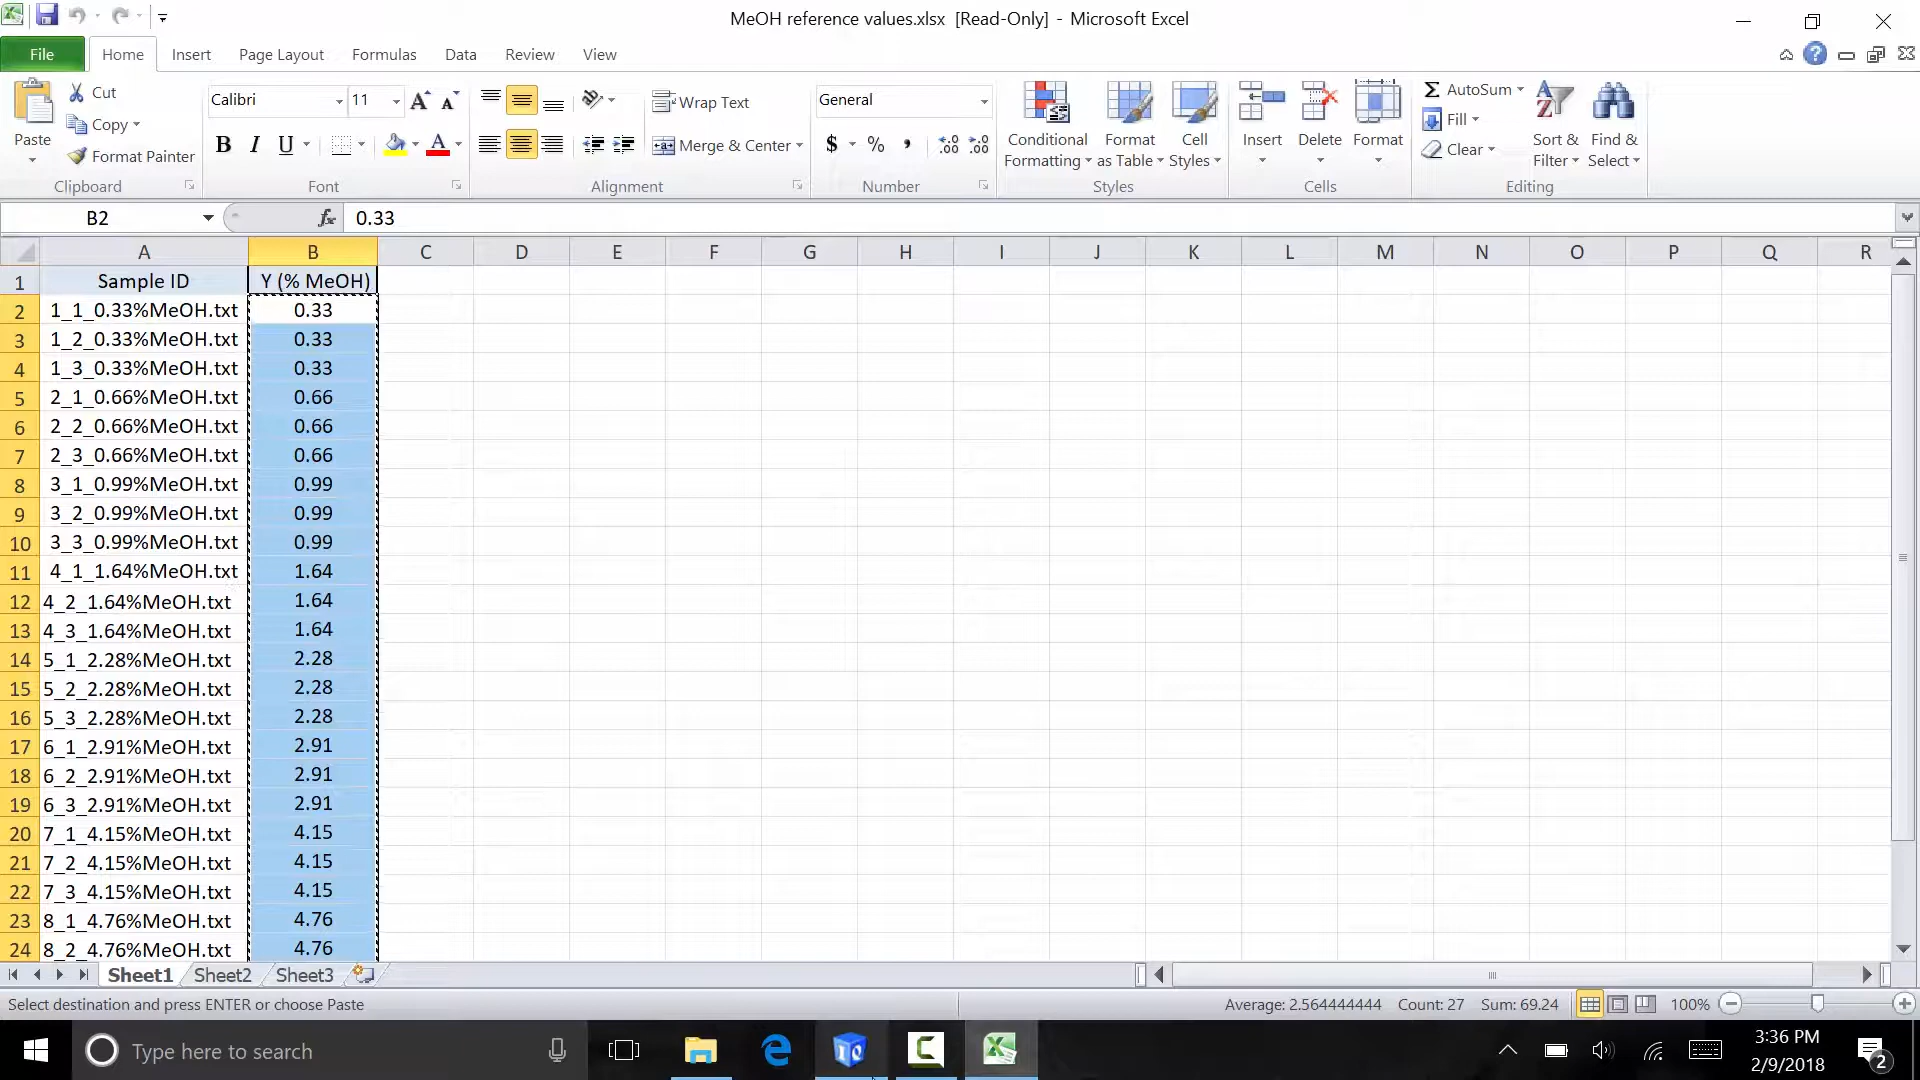 MeOH reference values.xlsx [Read-Only] - Microsoft Excel
File Home Insert Page Layout Formulas Data Review View
Paste Cut Copy Format Painter Clipboard
Calibri 11 B I U A Font
Wrap Text Merge & Center Alignment
General $ % , Number
Conditional Formatting Format as Table Cell Styles Styles
Insert Delete Format Cells
Σ AutoSum Fill Clear Sort & Filter Find & Select Editing
B2 fx 0.33
A B C D E F G H I J K L M N O P Q R
1 Sample ID Y (% MeOH)
2 1_1_0.33%MeOH.txt 0.33
3 1_2_0.33%MeOH.txt 0.33
4 1_3_0.33%MeOH.txt 0.33
5 2_1_0.66%MeOH.txt 0.66
6 2_2_0.66%MeOH.txt 0.66
7 2_3_0.66%MeOH.txt 0.66
8 3_1_0.99%MeOH.txt 0.99
9 3_2_0.99%MeOH.txt 0.99
10 3_3_0.99%MeOH.txt 0.99
11 4_1_1.64%MeOH.txt 1.64
12 4_2_1.64%MeOH.txt 1.64
13 4_3_1.64%MeOH.txt 1.64
14 5_1_2.28%MeOH.txt 2.28
15 5_2_2.28%MeOH.txt 2.28
16 5_3_2.28%MeOH.txt 2.28
17 6_1_2.91%MeOH.txt 2.91
18 6_2_2.91%MeOH.txt 2.91
19 6_3_2.91%MeOH.txt 2.91
20 7_1_4.15%MeOH.txt 4.15
21 7_2_4.15%MeOH.txt 4.15
22 7_3_4.15%MeOH.txt 4.15
23 8_1_4.76%MeOH.txt 4.76
24 8_2_4.76%MeOH.txt 4.76
Sheet1 Sheet2 Sheet3
Select destination and press ENTER or choose Paste Average: 2.564444444 Count: 27 Sum: 69.24 100%
Type here to search 3:36 PM
2/9/2018 2